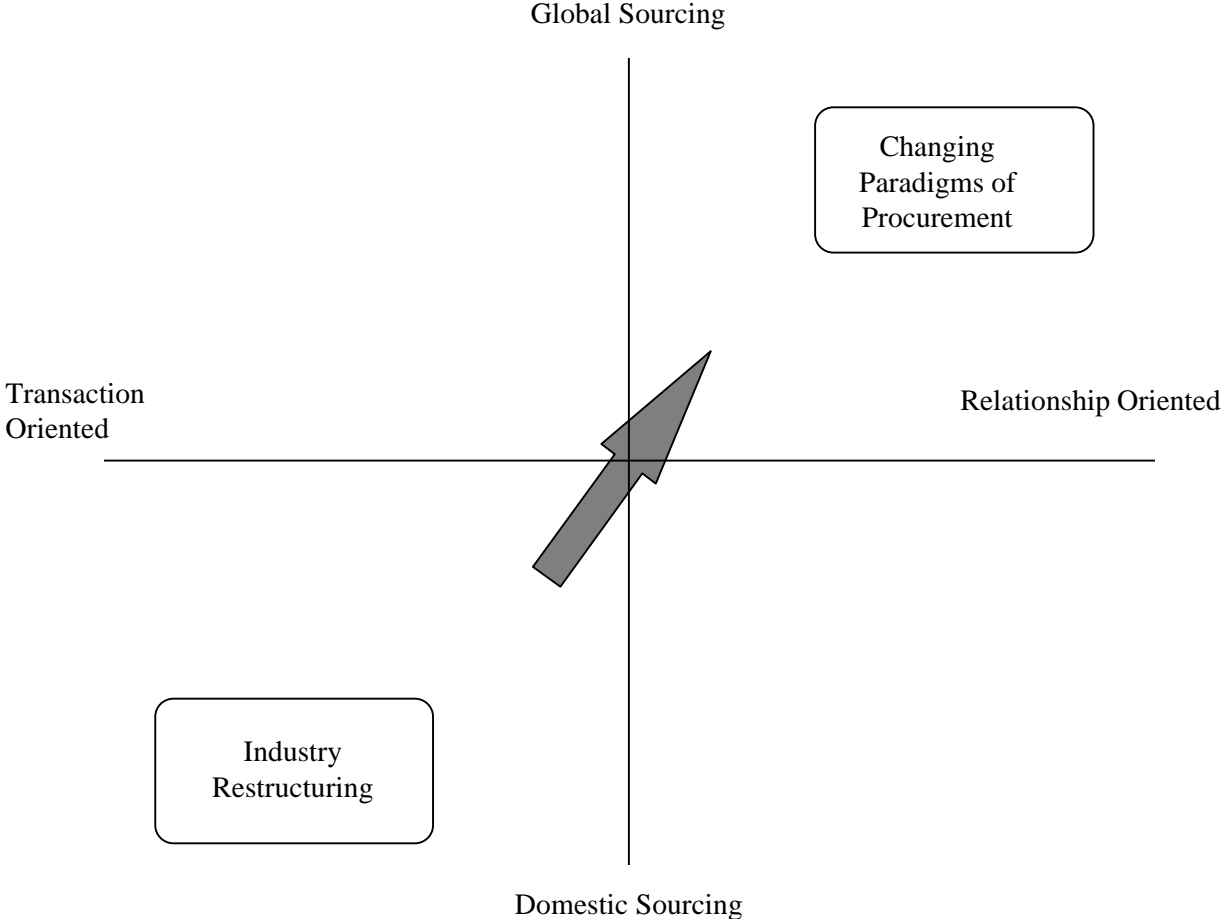 Global Sourcing
Changing
Paradigms of
Procurement
Transaction
Oriented
Relationship Oriented
Industry
Restructuring
Domestic Sourcing